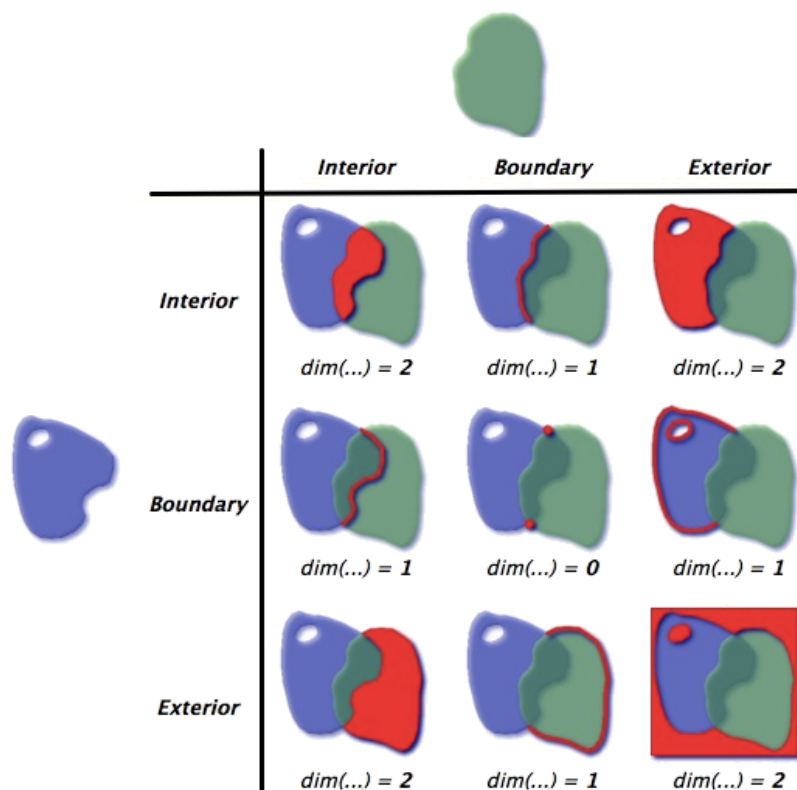 Interior Boundary Exterior
Interior
dim(...) = 2 dim(...) = 1 dim(...) = 2
Boundary
dim(...) = 1 dim(...) = 0 dim(...) = 1
Exterior
dim(...) = 2 dim(...) = 1 dim(...) = 2